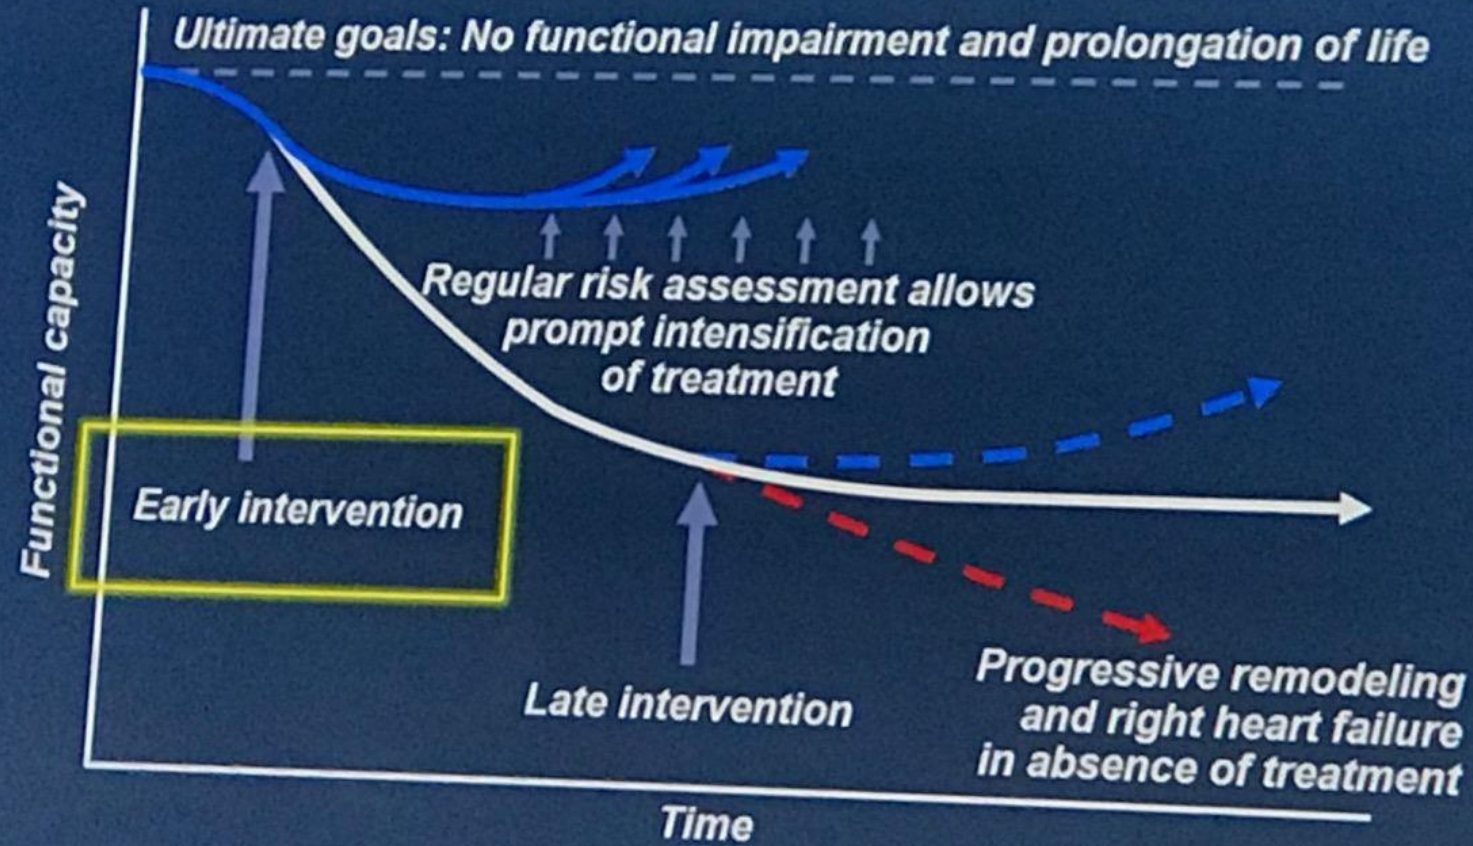 Ultimate goals: No functional impairment and prolongation of life
Functional capacity
Regular risk assessment allows
prompt intensification
of treatment
Early intervention
Late intervention
Progressive remodeling
and right heart failure
in absence of treatment
Time